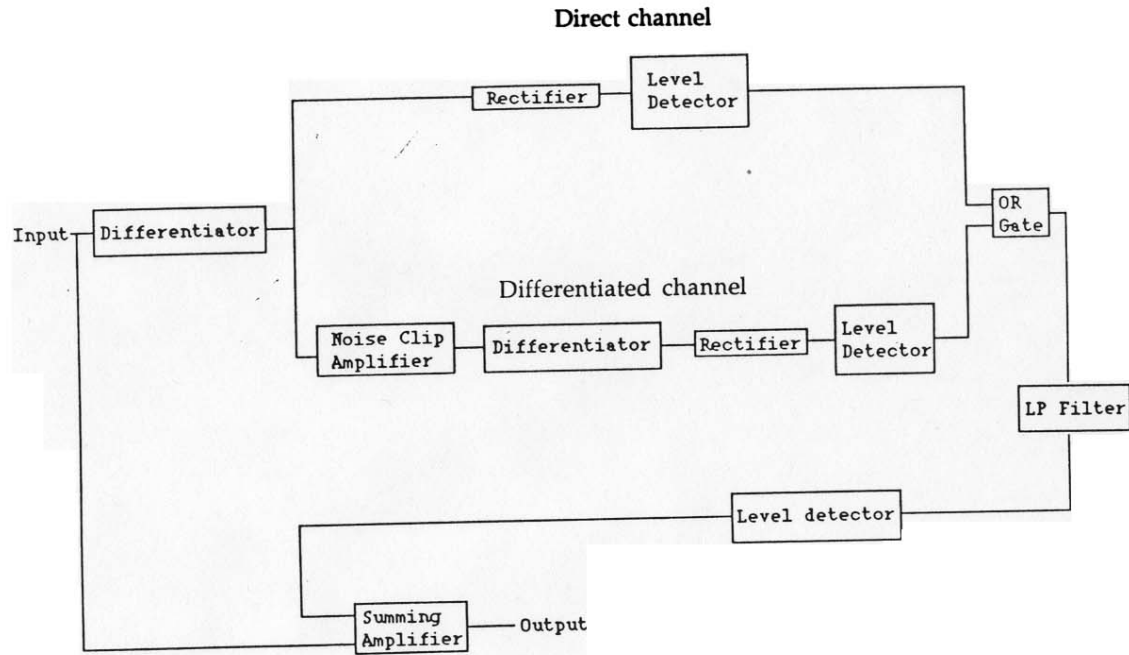 Direct channel
Rectifier
Level
Detector
Input
Differentiator
OR
Gate
Differentiated channel
Noise Clip
Amplifier
Differentiator
Rectifier
Level
Detector
LP Filter
Level detector
Summing
Amplifier
Output